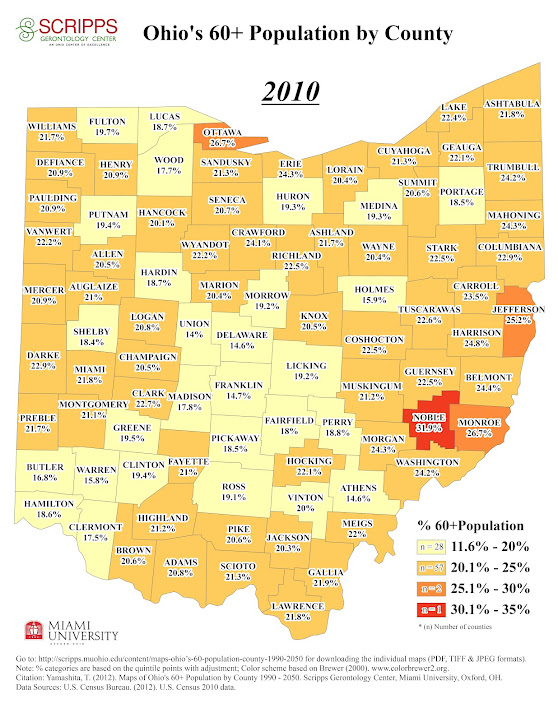 SCRIPPS
GERONTOLOGY CENTER
AN OHIO CENTER OF EXCELLENCE
Ohio's 60+ Population by County
2010
WILLIAMS
21.7%
FULTON
19.7%
LUCAS
18.7%
OTTAWA
26.7%
LAKE
22.4%
ASHTABULA
21.8%
DEFIANCE
20.9%
HENRY
20.9%
WOOD
17.7%
SANDUSKY
21.3%
ERIE
24.3%
LORAIN
20.4%
CUYAHOGA
21.3%
GEAUGA
22.1%
TRUMBULL
24.2%
PAULDING
20.9%
PUTNAM
19.4%
HANCOCK
20.1%
SENECA
20.7%
HURON
19.3%
MEDINA
19.3%
SUMMIT
20.6%
PORTAGE
18.5%
MAHONING
24.3%
VANWERT
22.2%
ALLEN
20.5%
WYANDOT
22.2%
CRAWFORD
24.1%
RICHLAND
22.5%
ASHLAND
21.7%
WAYNE
20.4%
STARK
22.5%
COLUMBIANA
22.9%
MERCER
20.9%
AUGLAIZE
21%
HARDIN
18.7%
MARION
20.4%
MORROW
19.2%
HOLMES
15.9%
TUSCARAWAS
22.6%
CARROLL
23.5%
JEFFERSON
25.2%
HARRISON
24.8%
SHELBY
18.4%
LOGAN
20.8%
UNION
14%
DELAWARE
14.6%
KNOX
20.5%
COSHOCTON
22.5%
DARKE
22.9%
MIAMI
21.8%
CHAMPAIGN
20.5%
LICKING
19.2%
MUSKINGUM
21.2%
GUERNSEY
22.5%
BELMONT
24.4%
CLARK
22.7%
MADISON
17.8%
FRANKLIN
14.7%
PREBLE
21.7%
MONTGOMERY
21.1%
GREENE
19.5%
PICKAWAY
18.5%
FAIRFIELD
18%
PERRY
18.8%
MORGAN
24.3%
NOBLE
31.9%
MONROE
26.7%
BUTLER
16.8%
WARREN
15.8%
CLINTON
19.4%
FAYETTE
21%
HOCKING
22.1%
WASHINGTON
24.2%
HAMILTON
18.6%
CLERMONT
17.5%
HIGHLAND
21.2%
ROSS
19.1%
VINTON
20%
ATHENS
14.6%
BROWN
20.6%
ADAMS
20.8%
PIKE
20.6%
JACKSON
20.3%
MEIGS
22%
SCIOTO
21.3%
GALLIA
21.9%
LAWRENCE
21.8%
% 60+Population
n = 28 11.6% - 20%
n = 57 20.1% - 25%
n = 2 25.1% - 30%
n = 1 30.1% - 35%
* (n) Number of counties
MIAMI
UNIVERSITY
OXFORD OHIO
Go to: http://scripps.muohio.edu/content/maps-ohio's-60-population-county-1990-2050 for downloading the individual maps (PDF, TIFF & JPEG formats).
Note: % categories are based on the quintile partitions with adjustment; Color scheme based on Brewer (2000). www.colorbrewer2.org.
Citation: Yamashita, T. (2012). Maps of Ohio's 60+ Population by County 1990 - 2050. Scripps Gerontology Center, Miami University, Oxford, OH.
Data Sources: U.S. Census Bureau. (2012). U.S. Census 2010 data.